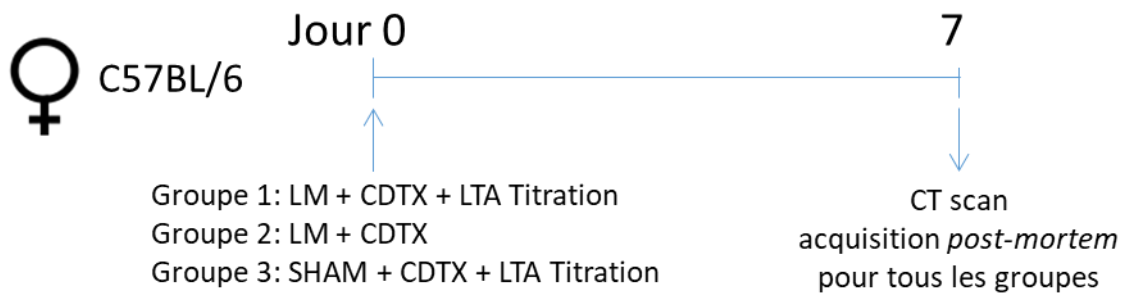 Jour 0
7
C57BL/6
Groupe 1: LM + CDTX + LTA Titration
Groupe 2: LM + CDTX
Groupe 3: SHAM + CDTX + LTA Titration
CT scan
acquisition post-mortem
pour tous les groupes